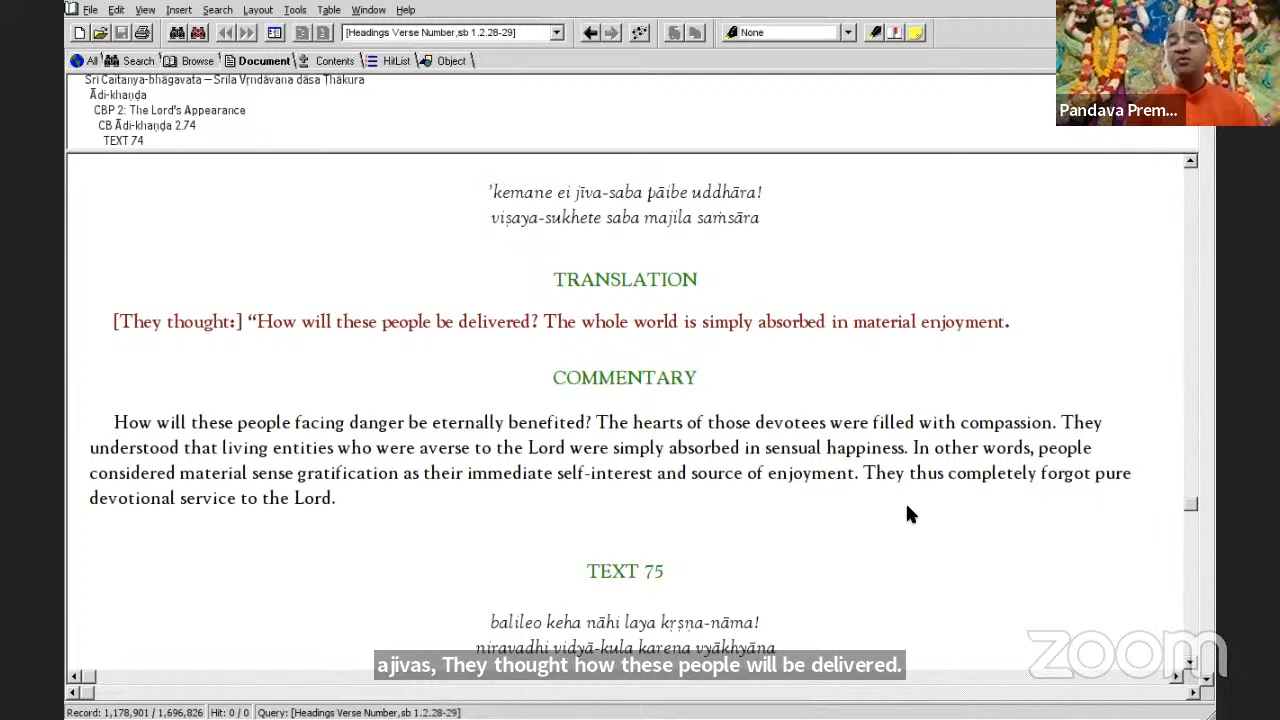 File Edit View Insert Search Layout Tools Table Window Help
[Headings Verse Number,sb 1.2.28-29]
None
All Search Browse Document Contents HitList Object
Śrī Caitanya-bhāgavata — Śrīla Vṛndāvana dāsa Ṭhākura
Ādi-khaṇḍa
CBP 2: The Lord's Appearance
CB Ādi-khaṇḍa 2.74
TEXT 74
Pandava Prem...
'kemane ei jīva-saba pāibe uddhāra!
viṣaya-sukhete saba majila saṁsāra
TRANSLATION
[They thought:] “How will these people be delivered? The whole world is simply absorbed in material enjoyment.
COMMENTARY
How will these people facing danger be eternally benefited? The hearts of those devotees were filled with compassion. They
understood that living entities who were averse to the Lord were simply absorbed in sensual happiness. In other words, people
considered material sense gratification as their immediate self-interest and source of enjoyment. They thus completely forgot pure
devotional service to the Lord.
TEXT 75
balileo keha nāhi laya kṛṣṇa-nāma!
niravadhi vidyā-kula karena vyākhyāna
ajivas, They thought how these people will be delivered.
zoom
Record: 1,178,901 / 1,696,826 Hit: 0 / 0 Query: [Headings Verse Number,sb 1.2.28-29]